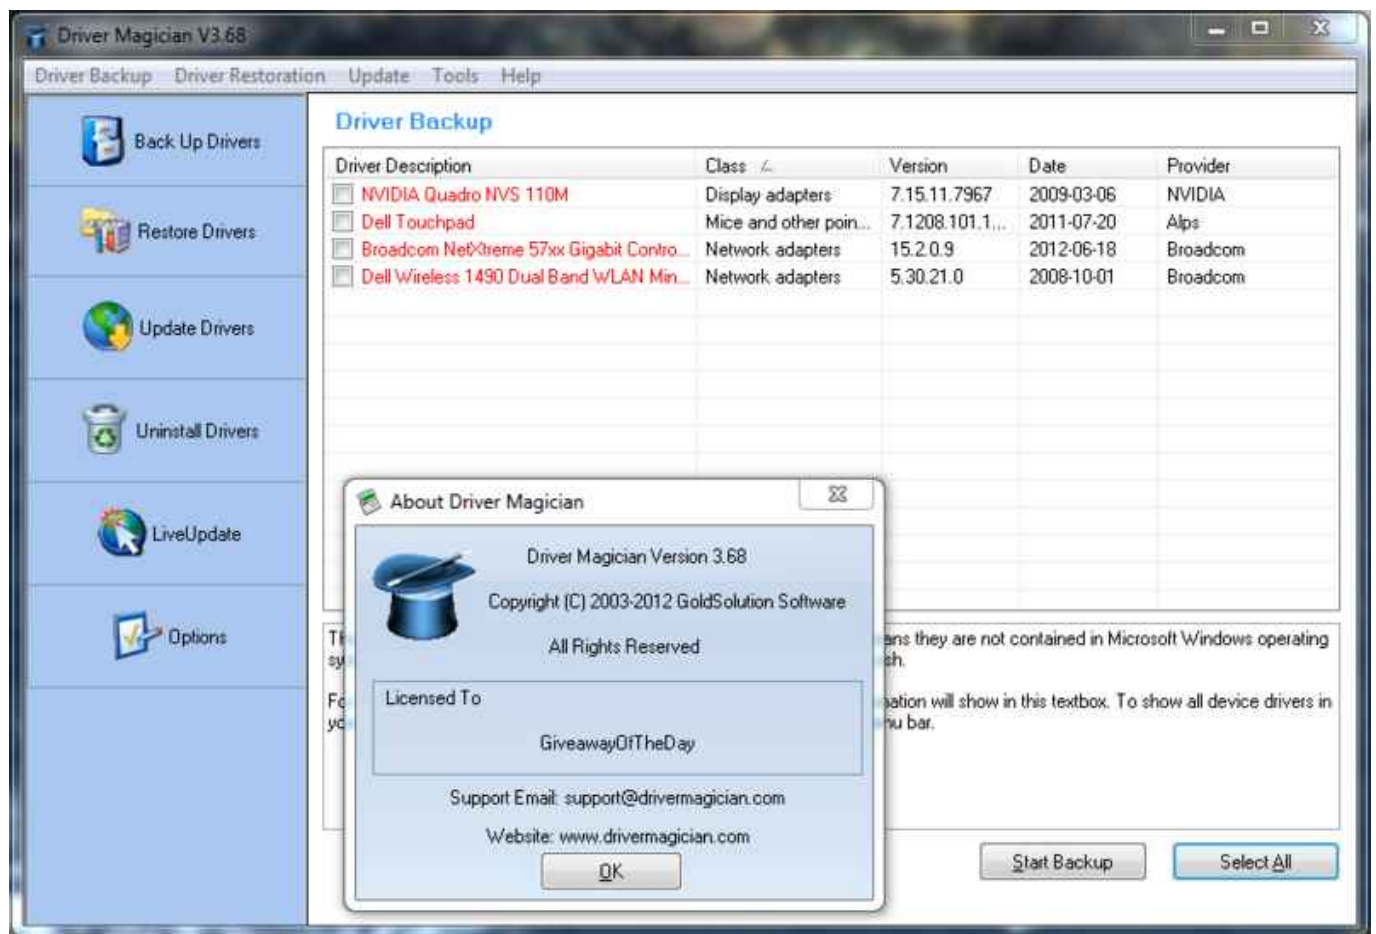 Driver Magician V3.68
Driver Backup Driver Restoration Update Tools Help
Back Up Drivers
Restore Drivers
Update Drivers
Uninstall Drivers
LiveUpdate
Options
Driver Backup
Driver Description Class Version Date Provider
NVIDIA Quadro NVS 110M Display adapters 7.15.11.7967 2009-03-06 NVIDIA
Dell Touchpad Mice and other poin... 7.1208.101.1... 2011-07-20 Alps
Broadcom NetXtreme 57xx Gigabit Contro... Network adapters 15.2.0.9 2012-06-18 Broadcom
Dell Wireless 1490 Dual Band WLAN Min... Network adapters 5.30.21.0 2008-10-01 Broadcom
they are not contained in Microsoft Windows operating
will show in this textbox. To show all device drivers in
bar.
About Driver Magician
Driver Magician Version 3.68
Copyright (C) 2003-2012 GoldSolution Software
All Rights Reserved
Licensed To
GiveawayOfTheDay
Support Email: support@drivermagician.com
Website: www.drivermagician.com
OK
Start Backup
Select All